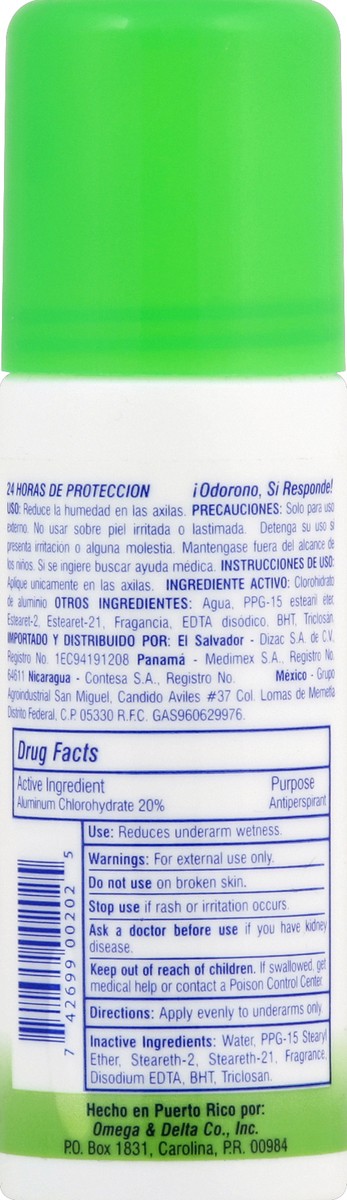 24 HORAS DE PROTECCION ¡Odorono, Si Responde!
USO: Reduce la humedad en las axilas. PRECAUCIONES: Solo para uso
externo. No usar sobre piel irritada o lastimada. Detenga su uso si
presenta irritación o alguna molestia. Mantengase fuera del alcance de
los niños. Si se ingiere buscar ayuda médica. INSTRUCCIONES DE USO:
Aplique unicamente en las axilas. INGREDIENTE ACTIVO: Clorohidrato
de aluminio OTROS INGREDIENTES: Agua, PPG-15 estearil eter,
Estearet-2, Estearet-21, Fragancia, EDTA disódico, BHT, Triclosan.
IMPORTADO Y DISTRIBUIDO POR: El Salvador - Dizac S.A. de C.V.
Registro No. 1EC94191208 Panamá - Medimex S.A., Registro No.
64611 Nicaragua - Contesa S.A., Registro No. México - Grupo
Agroindustrial San Miguel, Candido Aviles #37 Col. Lomas de Memetla
Distrito Federal, C.P. 05330 R.F.C. GAS960629976.
Drug Facts
Active Ingredient Purpose
Aluminum Chlorohydrate 20% Antiperspirant
Use: Reduces underarm wetness.
Warnings: For external use only.
Do not use on broken skin.
Stop use if rash or irritation occurs.
Ask a doctor before use if you have kidney
disease.
Keep out of reach of children. If swallowed, get
medical help or contact a Poison Control Center
Directions: Apply evenly to underarms only
Inactive Ingredients: Water, PPG-15 Stearyl
Ether, Steareth-2, Steareth-21, Fragrance,
Disodium EDTA, BHT, Triclosan.
7 42699 00202 5
Hecho en Puerto Rico por:
Omega & Delta Co., Inc.
P.O. Box 1831, Carolina, P.R. 00984